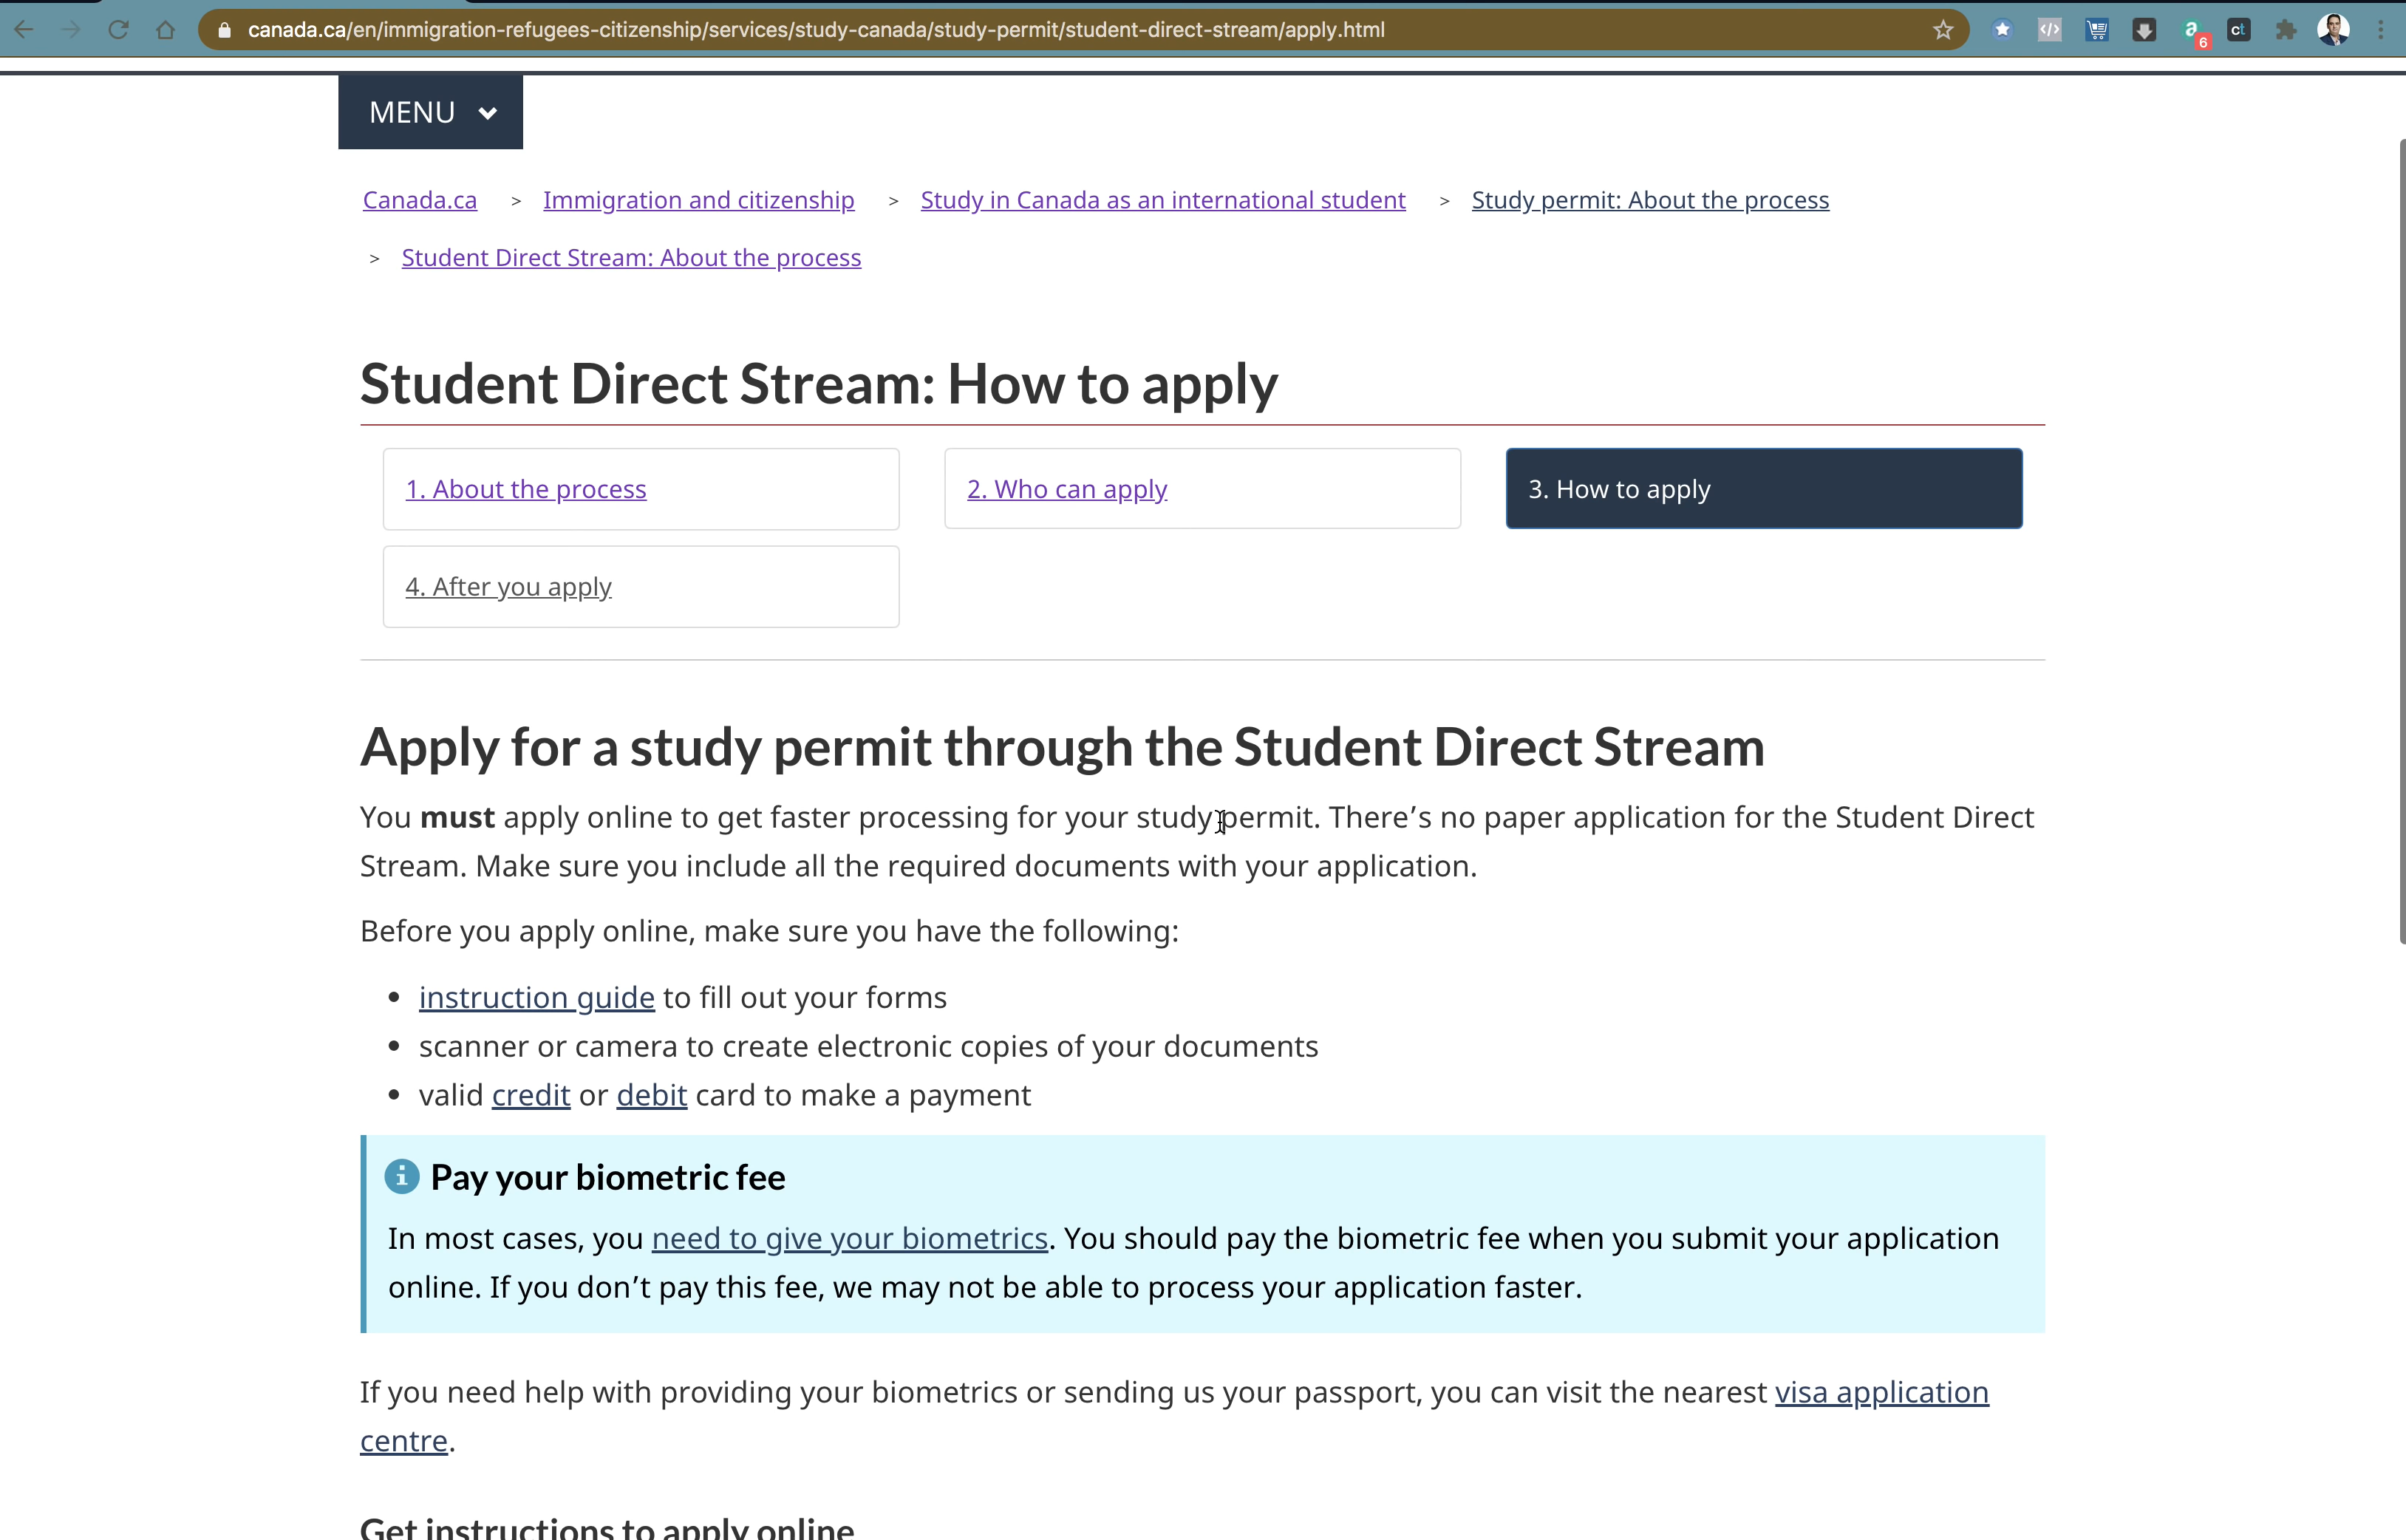 canada.ca/en/immigration-refugees-citizenship/services/study-canada/study-permit/student-direct-stream/apply.html
a 6
ct
MENU
Canada.ca > Immigration and citizenship > Study in Canada as an international student > Study permit: About the process
> Student Direct Stream: About the process
Student Direct Stream: How to apply
1. About the process
2. Who can apply
3. How to apply
4. After you apply
Apply for a study permit through the Student Direct Stream
You must apply online to get faster processing for your study permit. There’s no paper application for the Student Direct
Stream. Make sure you include all the required documents with your application.
Before you apply online, make sure you have the following:
• instruction guide to fill out your forms
• scanner or camera to create electronic copies of your documents
• valid credit or debit card to make a payment
Pay your biometric fee
In most cases, you need to give your biometrics. You should pay the biometric fee when you submit your application
online. If you don’t pay this fee, we may not be able to process your application faster.
If you need help with providing your biometrics or sending us your passport, you can visit the nearest visa application
centre.
Get instructions to apply online